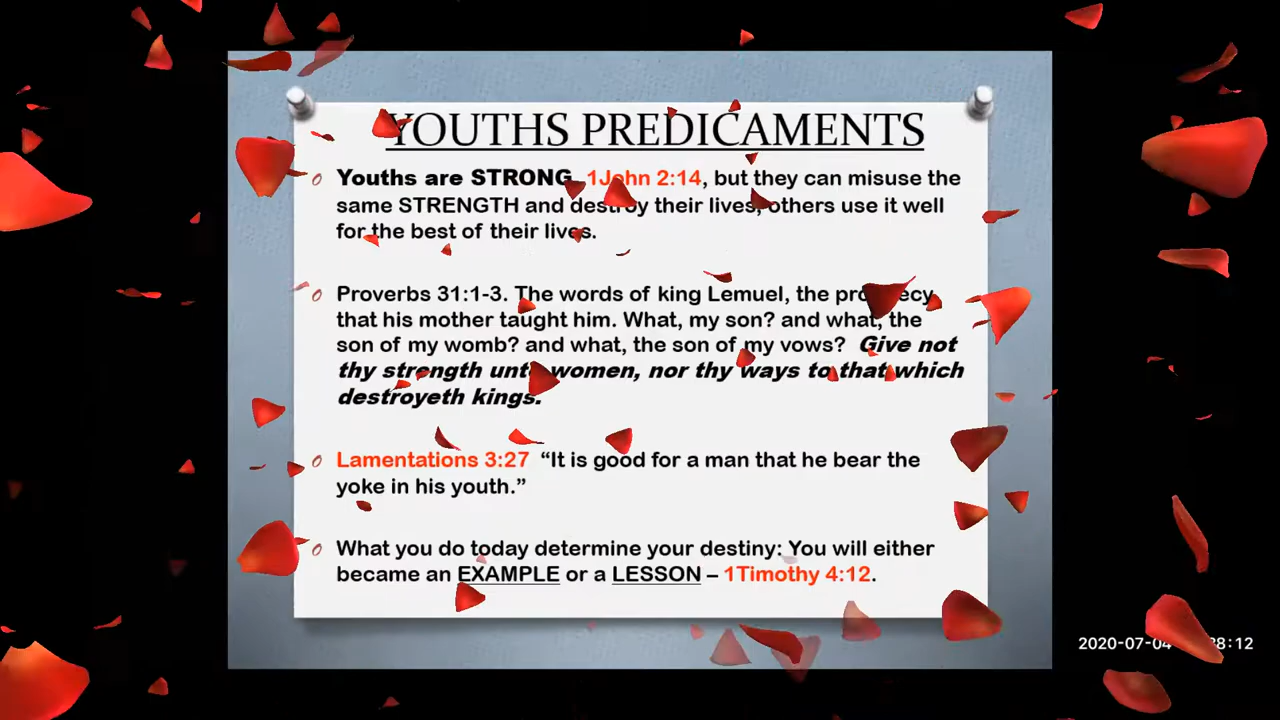 YOUTHS PREDICAMENTS
Youths are STRONG 1John 2:14, but they can misuse the
same STRENGTH and destroy their lives, others use it well
for the best of their lives.
Proverbs 31:1-3. The words of king Lemuel, the prophecy
that his mother taught him. What, my son? and what, the
son of my womb? and what, the son of my vows? Give not
thy strength unto women, nor thy ways to that which
destroyeth kings.
Lamentations 3:27 “It is good for a man that he bear the
yoke in his youth.”
What you do today determine your destiny: You will either
became an EXAMPLE or a LESSON – 1Timothy 4:12.
2020-07-04